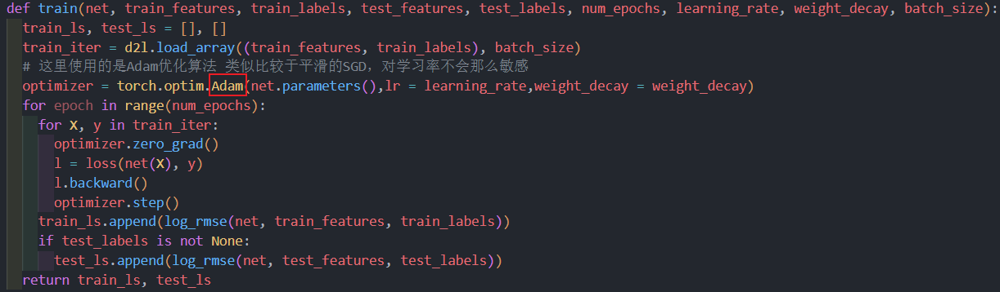 def train(net, train_features, train_labels, test_features, test_labels, num_epochs, learning_rate, weight_decay, batch_size):
  train_ls, test_ls = [], []
  train_iter = d2l.load_array((train_features, train_labels), batch_size)
  # 这里使用的是Adam优化算法 类似比较于平滑的SGD，对学习率不会那么敏感
  optimizer = torch.optim.Adam(net.parameters(),lr = learning_rate,weight_decay = weight_decay)
  for epoch in range(num_epochs):
    for X, y in train_iter:
      optimizer.zero_grad()
      l = loss(net(X), y)
      l.backward()
      optimizer.step()
    train_ls.append(log_rmse(net, train_features, train_labels))
    if test_labels is not None:
      test_ls.append(log_rmse(net, test_features, test_labels))
  return train_ls, test_ls